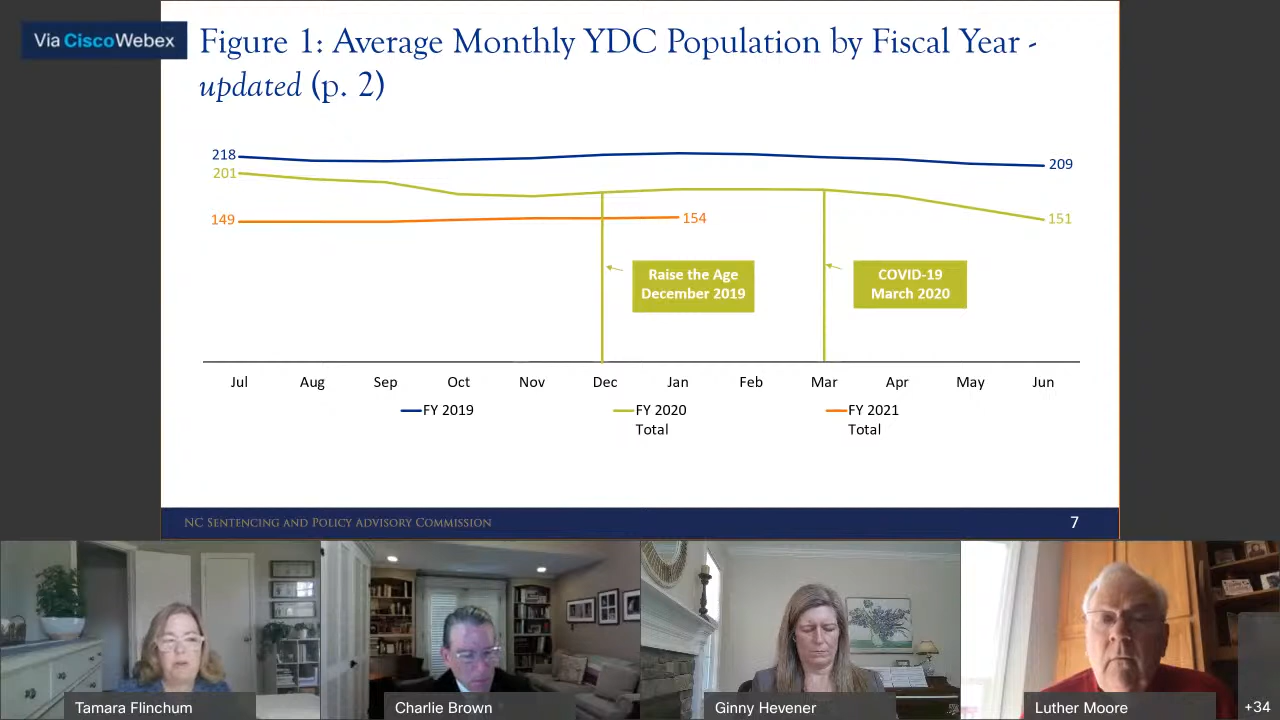 Via Cisco Webex
Figure 1: Average Monthly YDC Population by Fiscal Year -
updated (p. 2)
218
209
201
149
154
151
Raise the Age
December 2019
COVID-19
March 2020
Jul Aug Sep Oct Nov Dec Jan Feb Mar Apr May Jun
FY 2019 FY 2020 FY 2021
Total Total
NC Sentencing and Policy Advisory Commission 7
Tamara Flinchum Charlie Brown Ginny Hevener Luther Moore +34